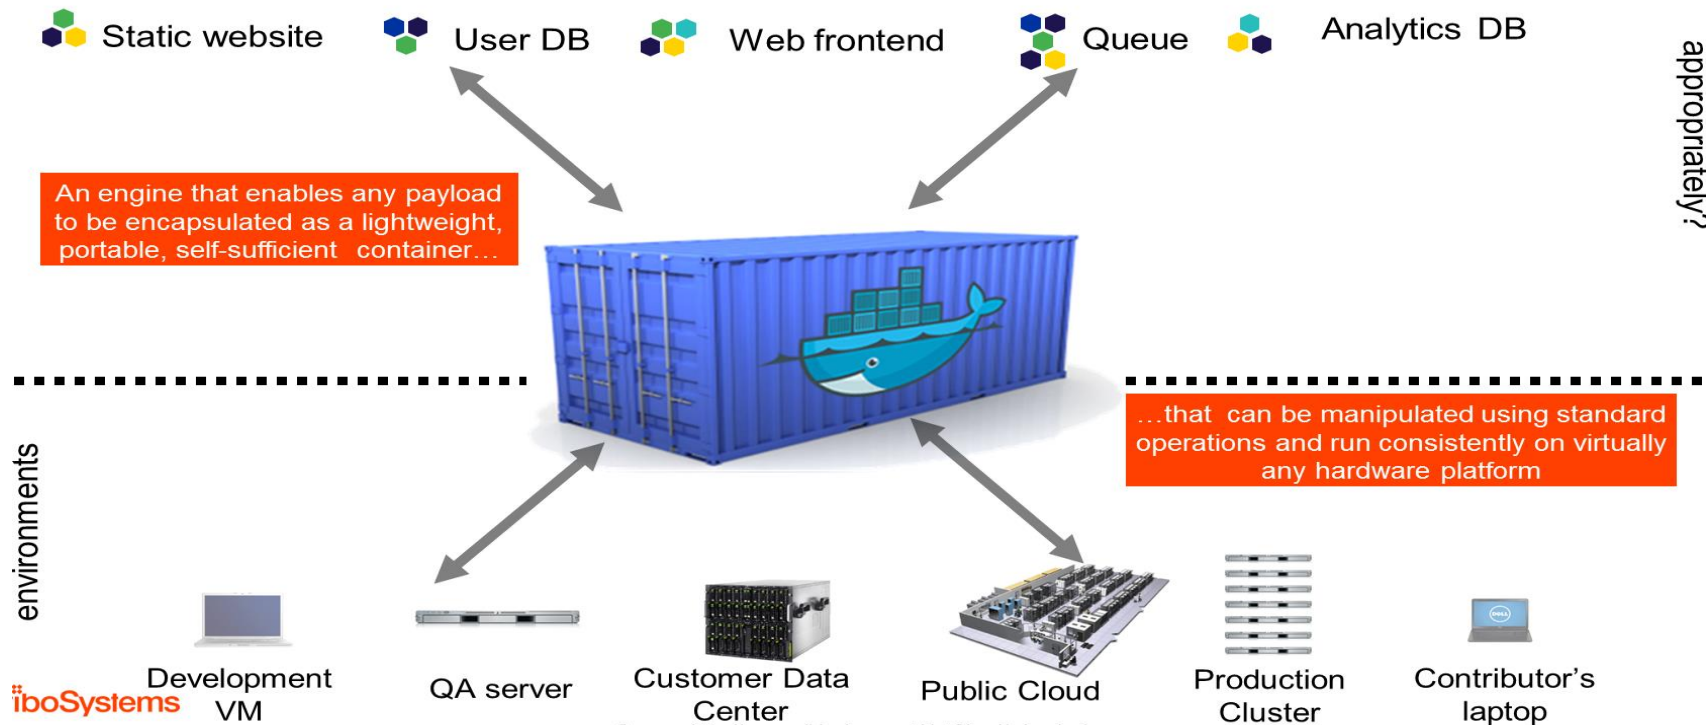 Static website
User DB
Web frontend
Queue
Analytics DB
appropriately?
An engine that enables any payload
to be encapsulated as a lightweight,
portable, self-sufficient container...
...that can be manipulated using standard
operations and run consistently on virtually
any hardware platform
environments
DELL
Development
VM
QA server
Customer Data
Center
Public Cloud
Production
Cluster
Contributor’s
laptop
iboSystems